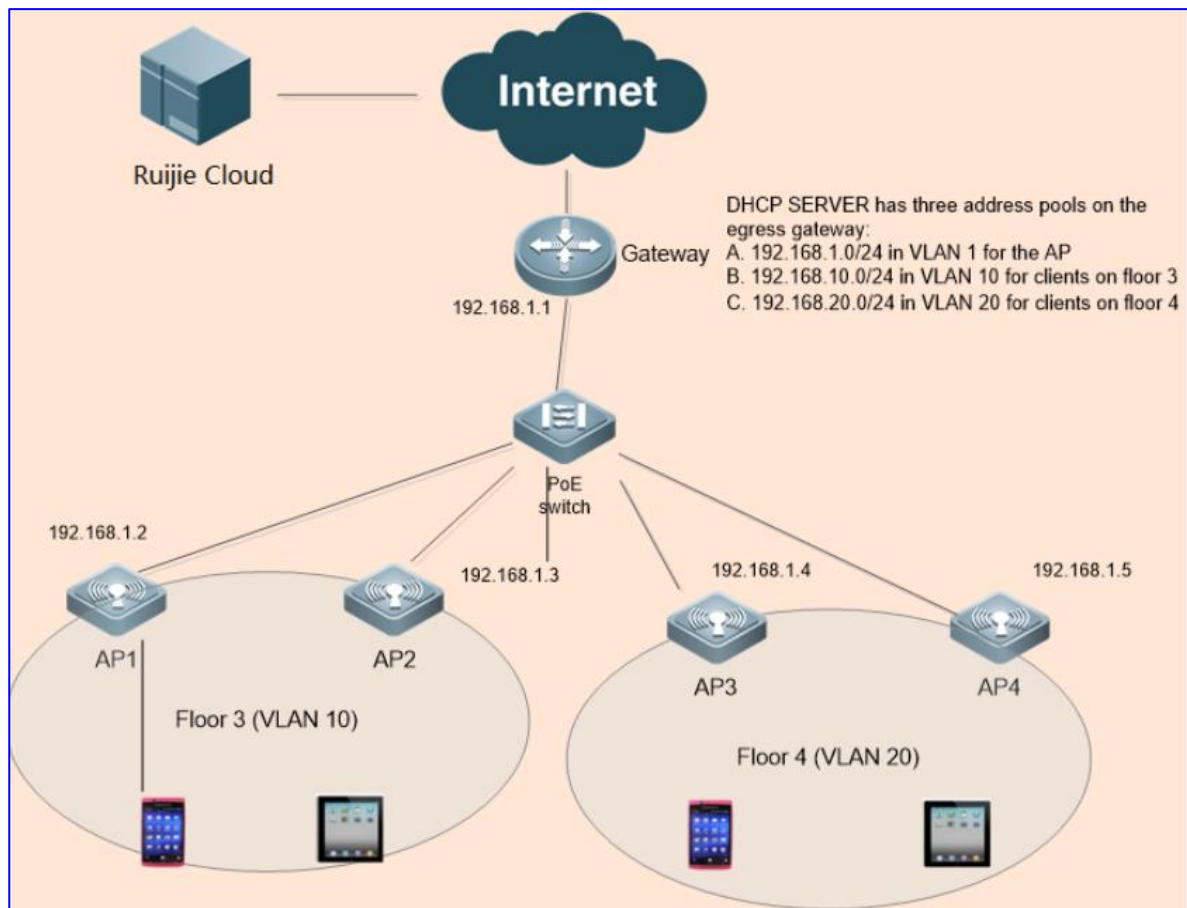 Internet
Ruijie Cloud
DHCP SERVER has three address pools on the
egress gateway:
A. 192.168.1.0/24 in VLAN 1 for the AP
B. 192.168.10.0/24 in VLAN 10 for clients on floor 3
C. 192.168.20.0/24 in VLAN 20 for clients on floor 4
Gateway
192.168.1.1
PoE
switch
192.168.1.2
192.168.1.3
192.168.1.4
192.168.1.5
AP1
AP2
AP3
AP4
Floor 3 (VLAN 10)
Floor 4 (VLAN 20)